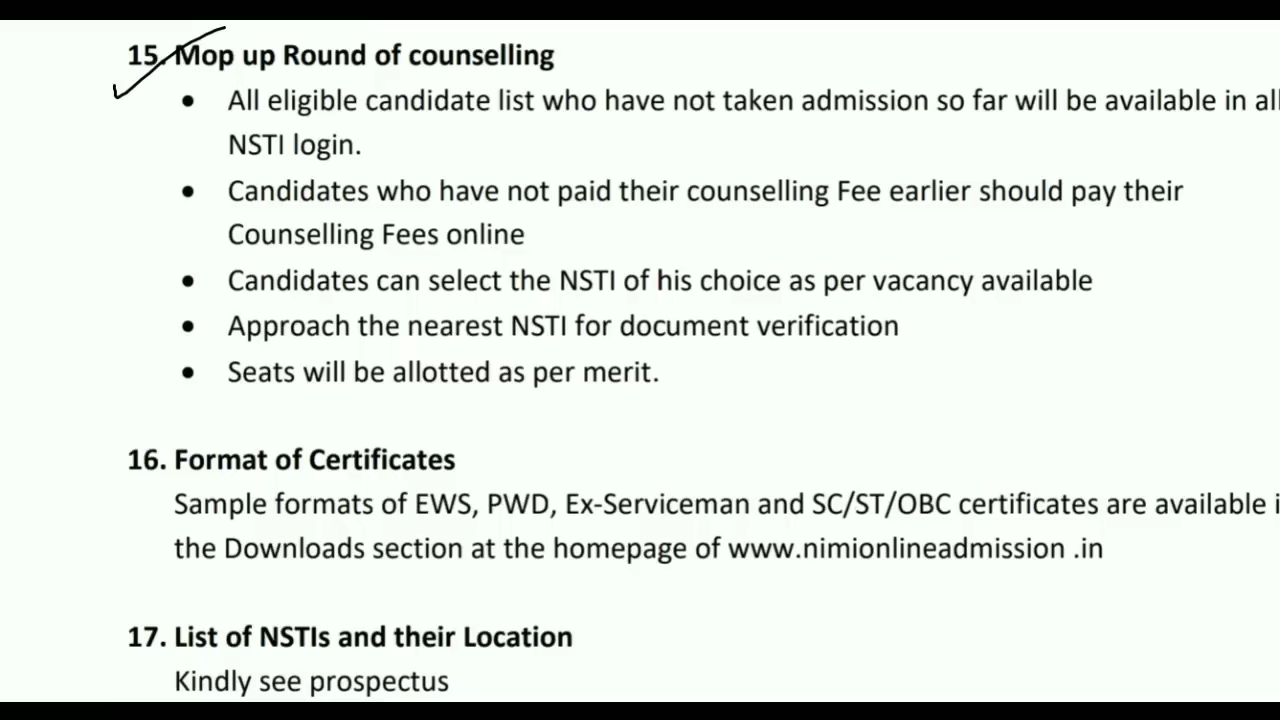 15. Mop up Round of counselling
• All eligible candidate list who have not taken admission so far will be available in all
NSTI login.
• Candidates who have not paid their counselling Fee earlier should pay their
Counselling Fees online
• Candidates can select the NSTI of his choice as per vacancy available
• Approach the nearest NSTI for document verification
• Seats will be allotted as per merit.
16. Format of Certificates
Sample formats of EWS, PWD, Ex-Serviceman and SC/ST/OBC certificates are available i
the Downloads section at the homepage of www.nimionlineadmission .in
17. List of NSTIs and their Location
Kindly see prospectus